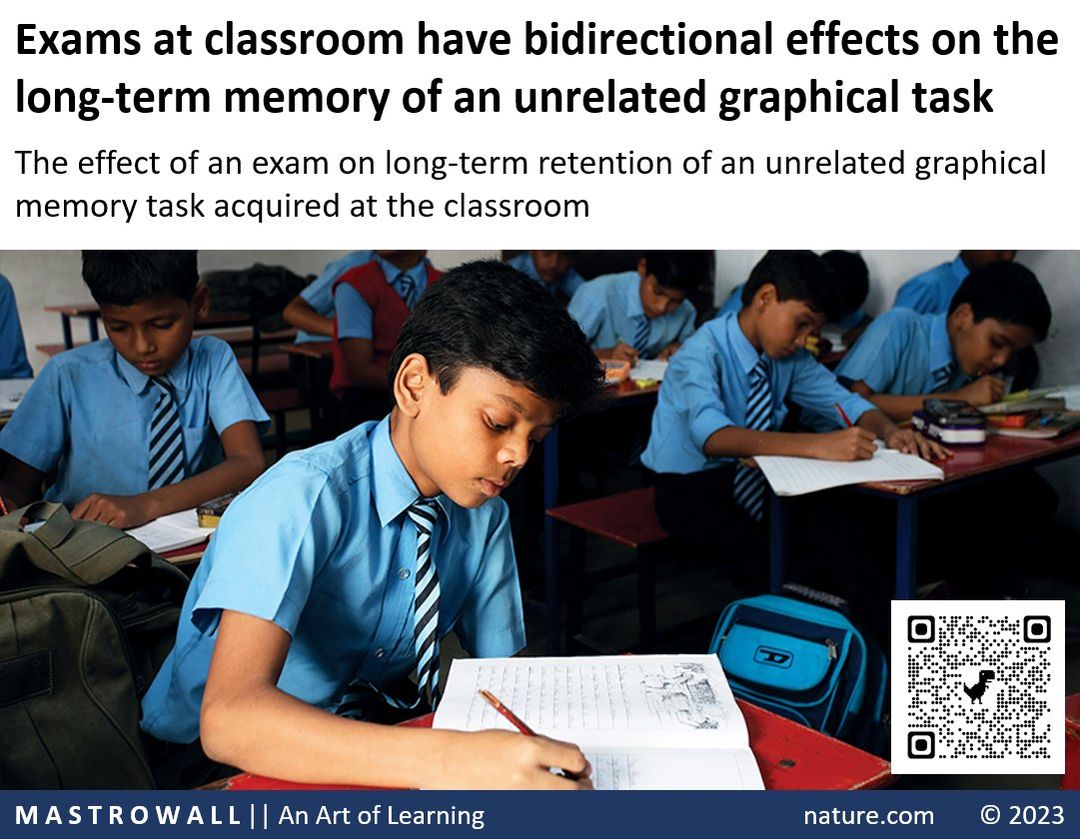 Exams at classroom have bidirectional effects on the
long-term memory of an unrelated graphical task
The effect of an exam on long-term retention of an unrelated graphical
memory task acquired at the classroom
MASTROWALL || An Art of Learning
nature.com
© 2023